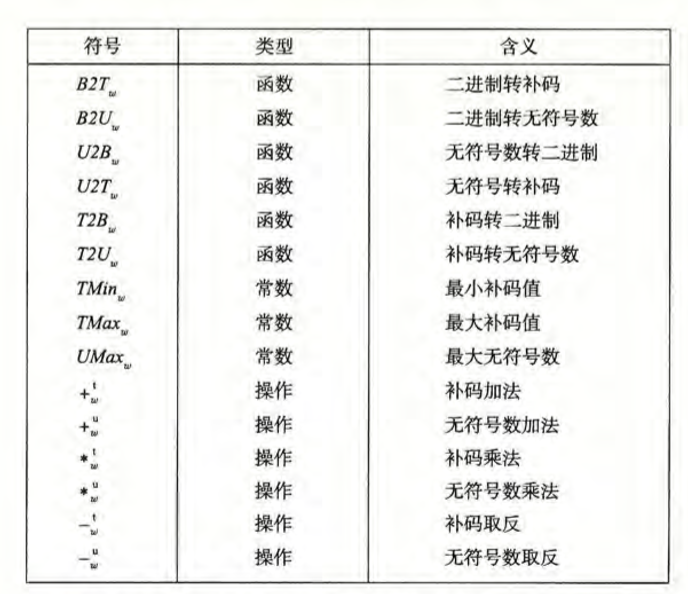 符号 类型 含义
B2T_w 函数 二进制转补码
B2U_w 函数 二进制转无符号数
U2B_w 函数 无符号数转二进制
U2T_w 函数 无符号转补码
T2B_w 函数 补码转二进制
T2U_w 函数 补码转无符号数
TMin_w 常数 最小补码值
TMax_w 常数 最大补码值
UMax_w 常数 最大无符号数
+^t_w 操作 补码加法
+^u_w 操作 无符号数加法
*^t_w 操作 补码乘法
*^u_w 操作 无符号数乘法
-^t_w 操作 补码取反
-^u_w 操作 无符号数取反